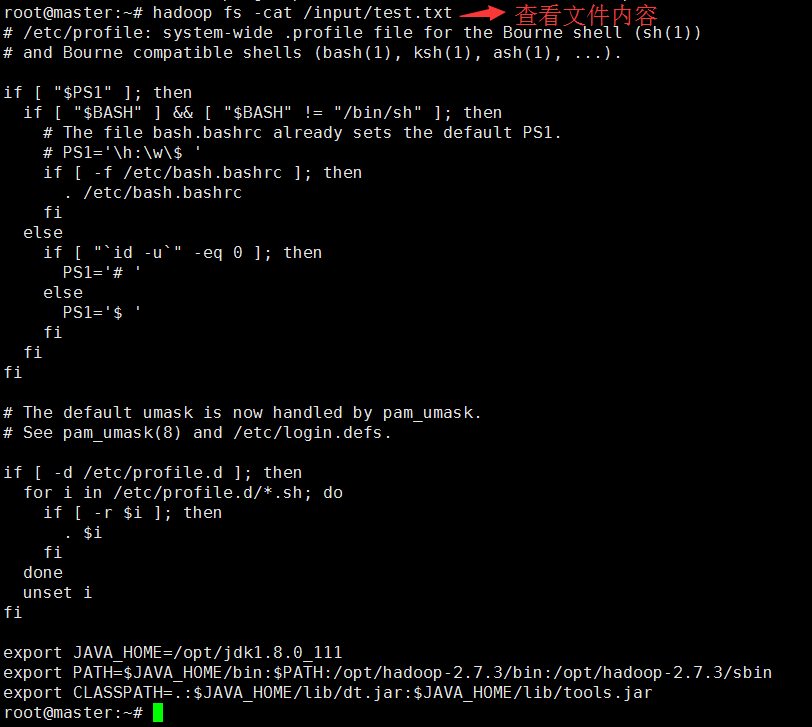 root@master:~# hadoop fs -cat /input/test.txt 查看文件内容
# /etc/profile: system-wide .profile file for the Bourne shell (sh(1))
# and Bourne compatible shells (bash(1), ksh(1), ash(1), ...).

if [ "$PS1" ]; then
  if [ "$BASH" ] && [ "$BASH" != "/bin/sh" ]; then
    # The file bash.bashrc already sets the default PS1.
    # PS1='\h:\w\$ '
    if [ -f /etc/bash.bashrc ]; then
      . /etc/bash.bashrc
    fi
  else
    if [ "`id -u`" -eq 0 ]; then
      PS1='# '
    else
      PS1='$ '
    fi
  fi
fi

# The default umask is now handled by pam_umask.
# See pam_umask(8) and /etc/login.defs.

if [ -d /etc/profile.d ]; then
  for i in /etc/profile.d/*.sh; do
    if [ -r $i ]; then
      . $i
    fi
  done
  unset i
fi

export JAVA_HOME=/opt/jdk1.8.0_111
export PATH=$JAVA_HOME/bin:$PATH:/opt/hadoop-2.7.3/bin:/opt/hadoop-2.7.3/sbin
export CLASSPATH=.:$JAVA_HOME/lib/dt.jar:$JAVA_HOME/lib/tools.jar
root@master:~#